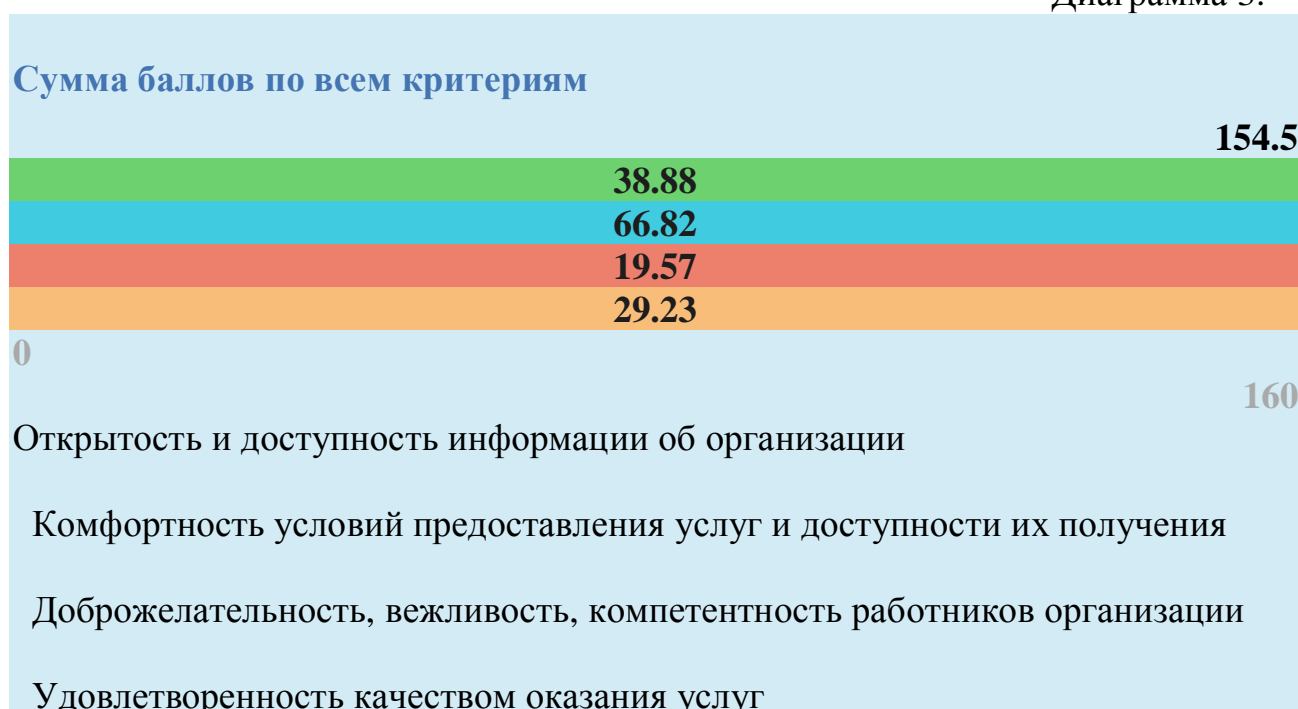 Диаграмма 3.
Сумма баллов по всем критериям
154.5
38.88
66.82
19.57
29.23
0
160
Открытость и доступность информации об организации
Комфортность условий предоставления услуг и доступности их получения
Доброжелательность, вежливость, компетентность работников организации
Удовлетворенность качеством оказания услуг